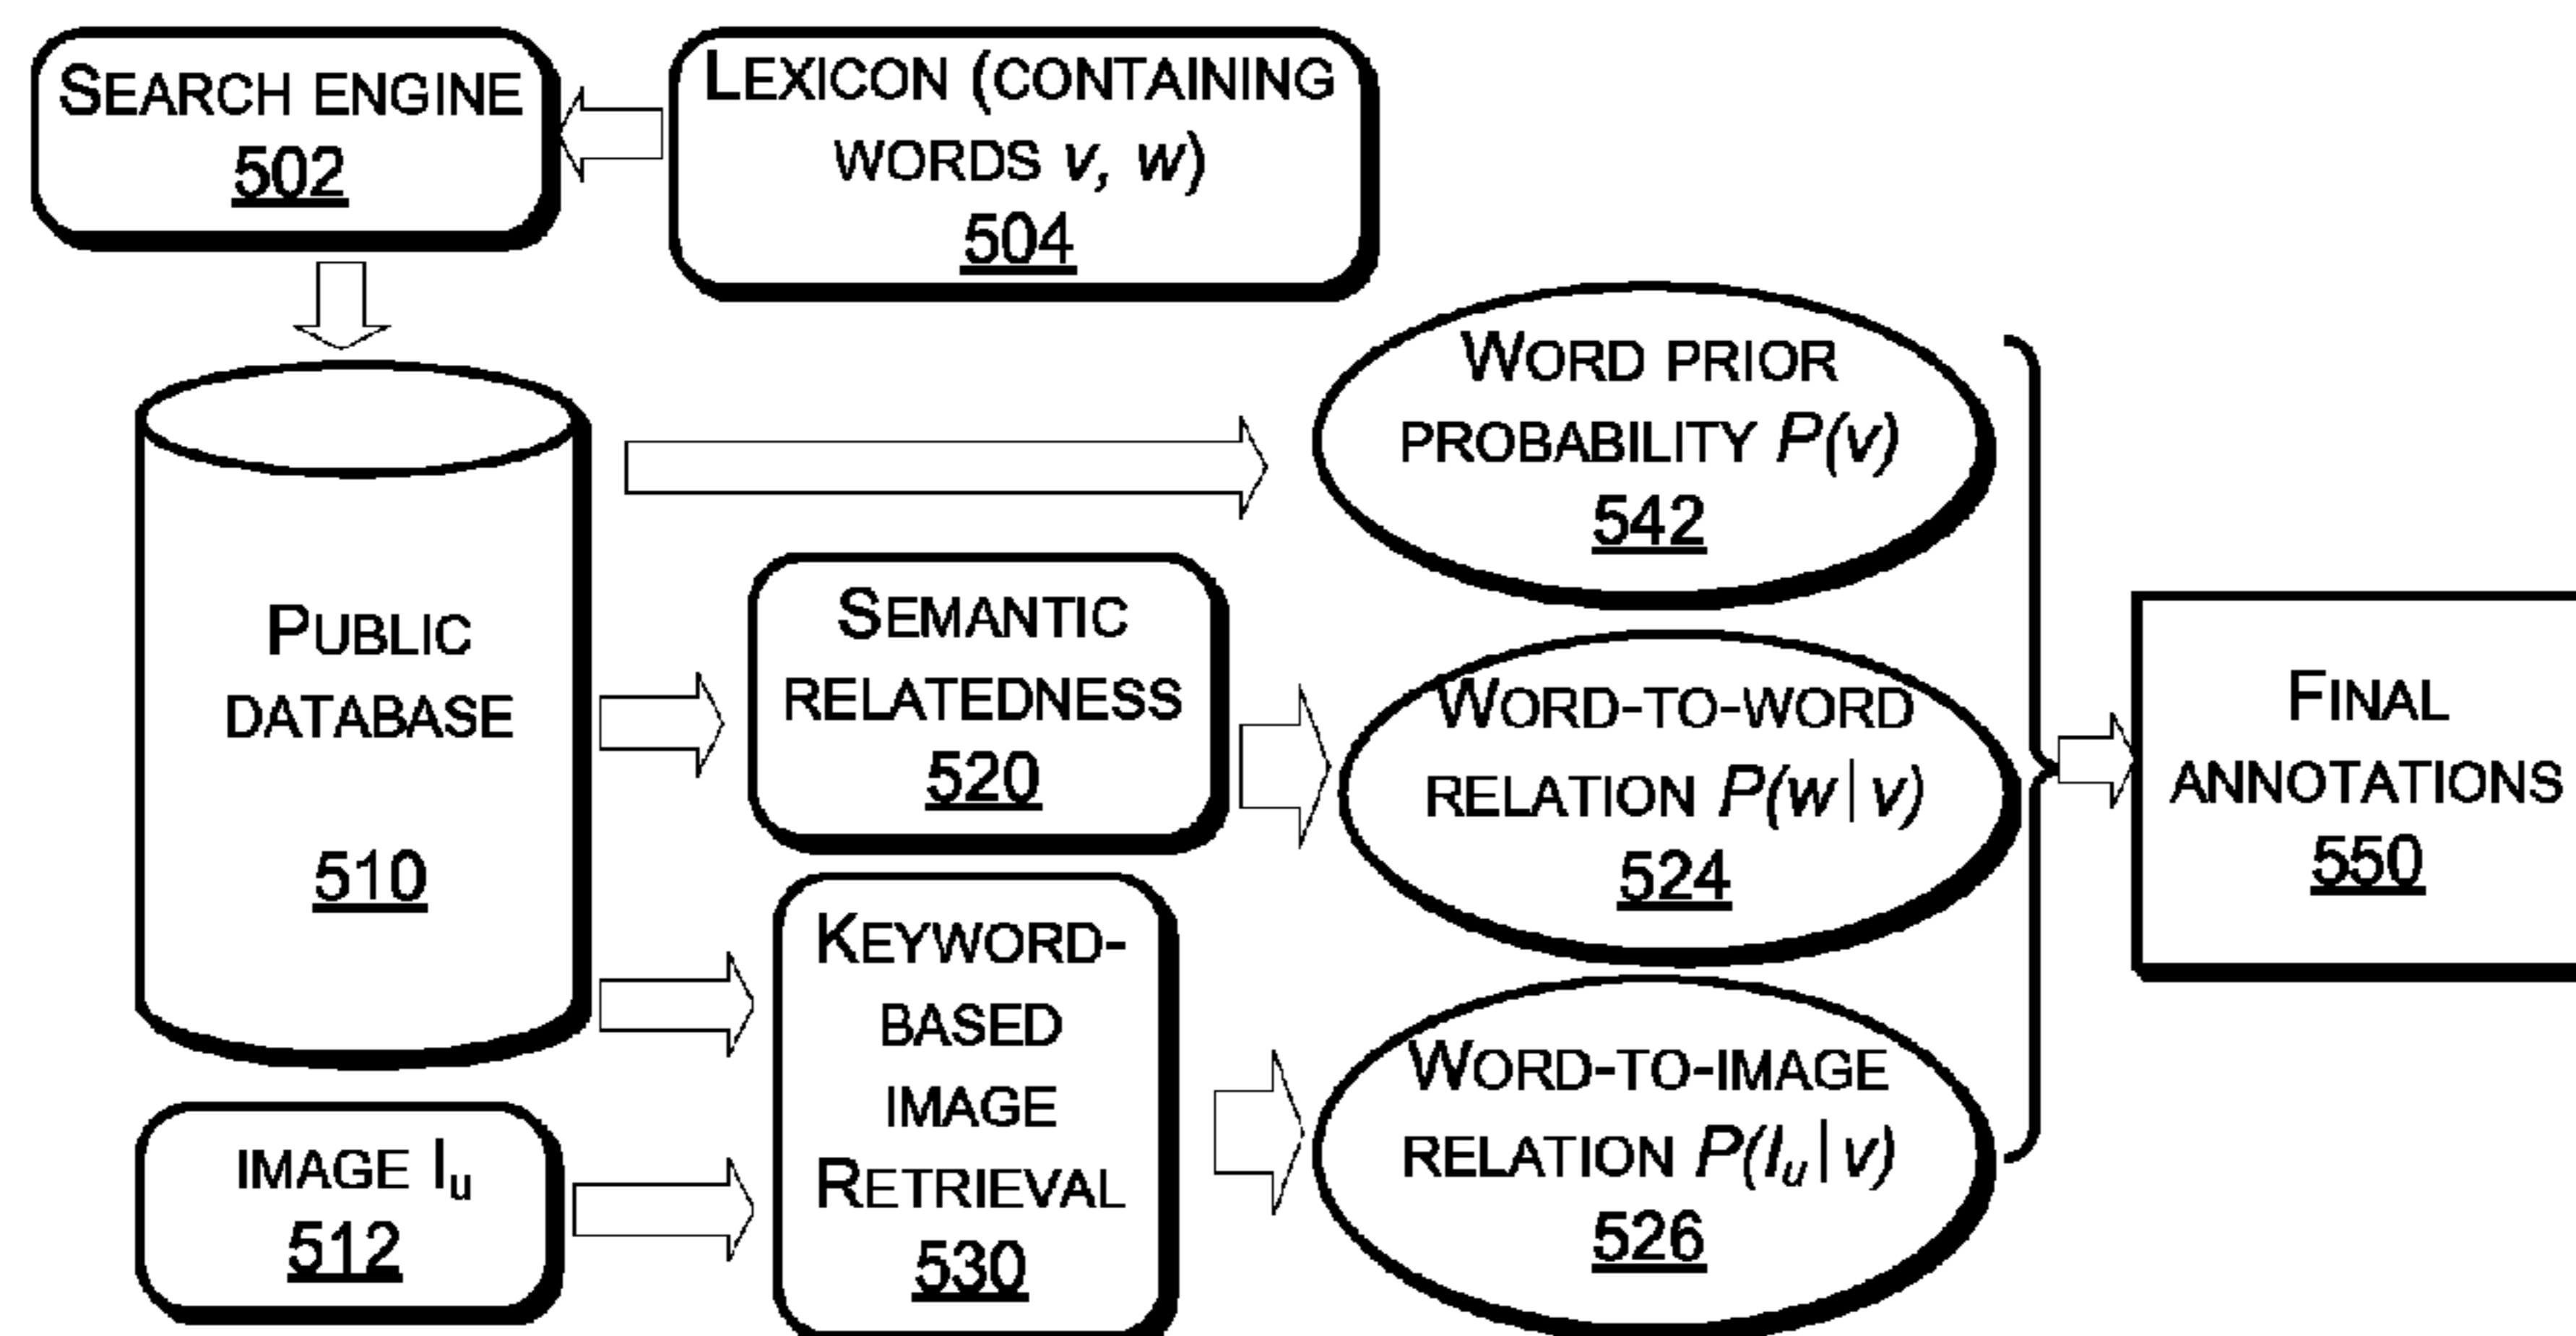 SEARCH ENGINE
502
LEXICON (CONTAINING
WORDS v, w)
504
WORD PRIOR
PROBABILITY P(v)
542
PUBLIC
DATABASE
510
SEMANTIC
RELATEDNESS
520
WORD-TO-WORD
RELATION P(w|v)
524
FINAL
ANNOTATIONS
550
IMAGE Iu
512
KEYWORD-
BASED
IMAGE
RETRIEVAL
530
WORD-TO-IMAGE
RELATION P(Iu|v)
526